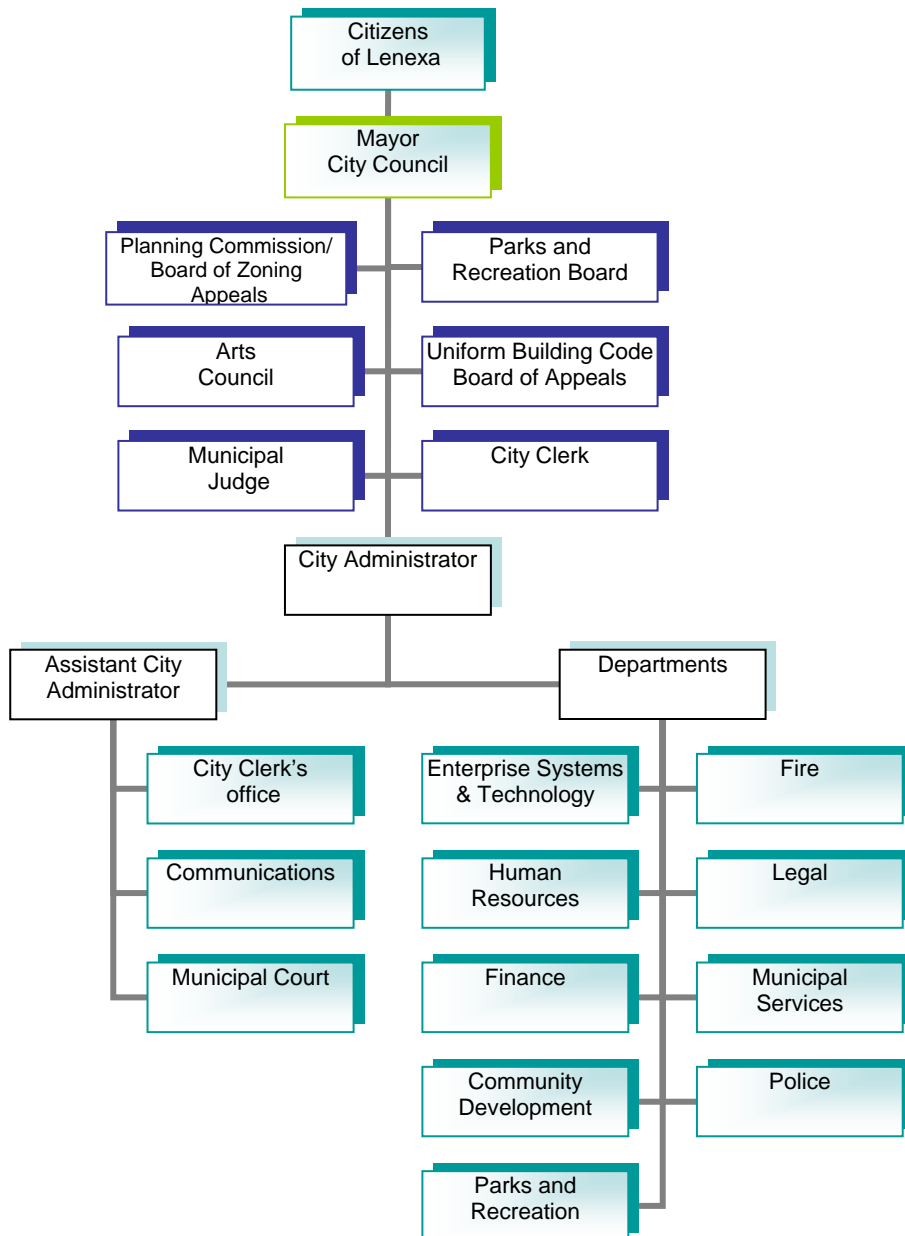 Citizens
of Lenexa
Mayor
City Council
Planning Commission/
Board of Zoning
Appeals
Parks and
Recreation Board
Arts
Council
Uniform Building Code
Board of Appeals
Municipal
Judge
City Clerk
City Administrator
Assistant City
Administrator
Departments
City Clerk’s
office
Communications
Municipal Court
Enterprise Systems
& Technology
Fire
Human
Resources
Legal
Finance
Municipal
Services
Community
Development
Police
Parks and
Recreation